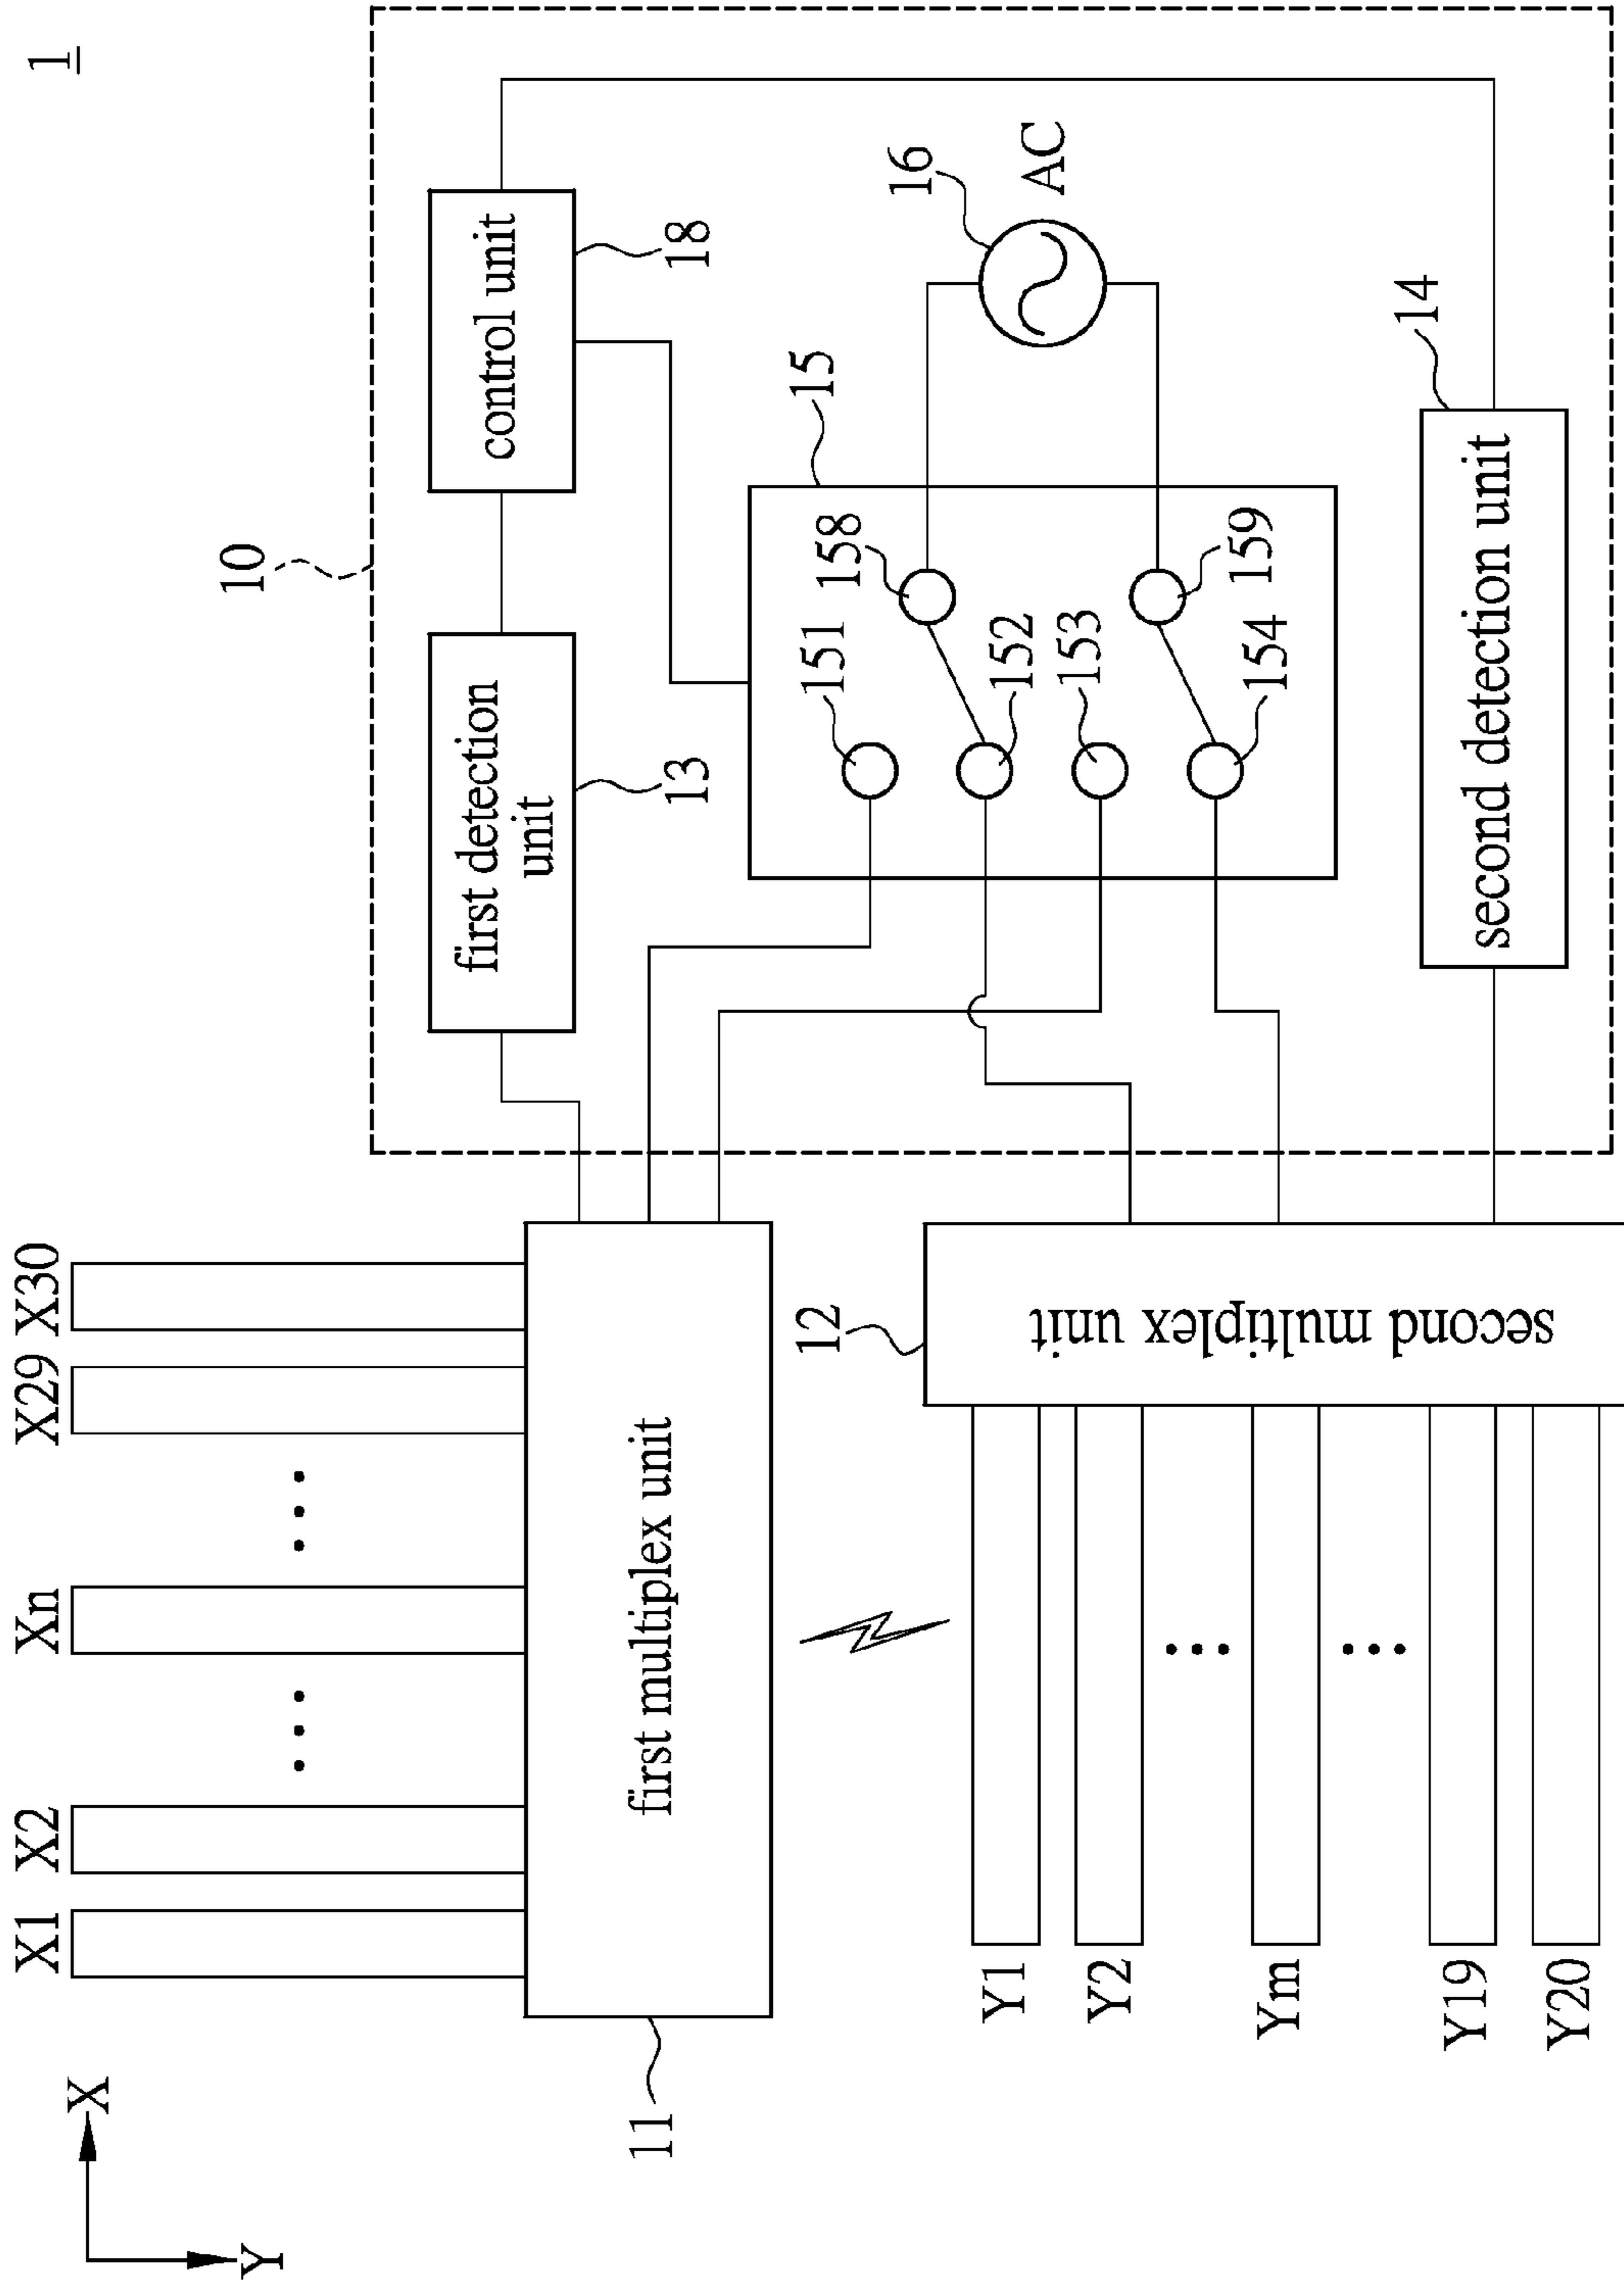 1
10
X
Y
X1
X2
Xn
X29
X30
• • •
• • •
first multiplex unit
11
first detection
unit
13
control unit
18
15
151
152
153
154
158
159
16
AC
second multiplex unit
12
Y1
Y2
Ym
Y19
Y20
• • •
• • •
second detection unit
14